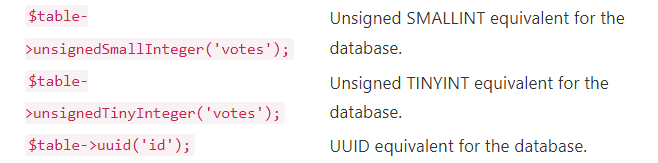 $table-
>unsignedSmallInteger('votes');
Unsigned SMALLINT equivalent for the
database.
$table-
>unsignedTinyInteger('votes');
Unsigned TINYINT equivalent for the
database.
$table->uuid('id');
UUID equivalent for the database.